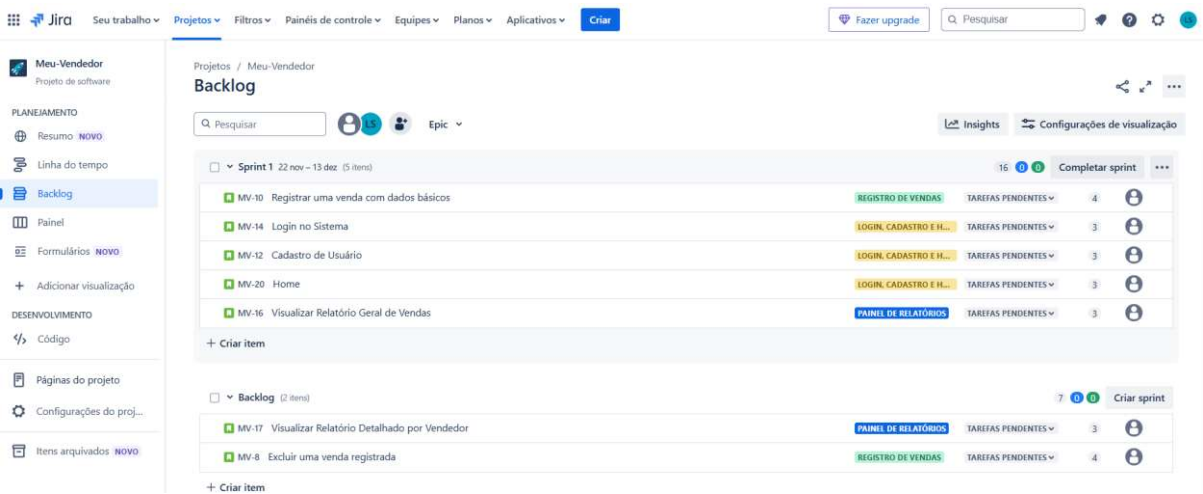 Jira Seu trabalho Projetos Filtros Painéis de controle Equipes Planos Aplicativos Criar Fazer upgrade Pesquisar LS
Meu-Vendedor
Projeto de software
PLANEJAMENTO
Resumo NOVO
Linha do tempo
Backlog
Painel
Formulários NOVO
Adicionar visualização
DESENVOLVIMENTO
Código
Páginas do projeto
Configurações do proj...
Itens arquivados NOVO
Projetos / Meu-Vendedor
Backlog
Pesquisar LS Epic Insights Configurações de visualização
Sprint 1 22 nov – 13 dez (5 itens) 16 0 0 Completar sprint
MV-10 Registrar uma venda com dados básicos REGISTRO DE VENDAS TAREFAS PENDENTES 4
MV-14 Login no Sistema LOGIN, CADASTRO E H... TAREFAS PENDENTES 3
MV-12 Cadastro de Usuário LOGIN, CADASTRO E H... TAREFAS PENDENTES 3
MV-20 Home LOGIN, CADASTRO E H... TAREFAS PENDENTES 3
MV-16 Visualizar Relatório Geral de Vendas PAINEL DE RELATÓRIOS TAREFAS PENDENTES 3
+ Criar item
Backlog (2 itens) 7 0 0 Criar sprint
MV-17 Visualizar Relatório Detalhado por Vendedor PAINEL DE RELATÓRIOS TAREFAS PENDENTES 3
MV-8 Excluir uma venda registrada REGISTRO DE VENDAS TAREFAS PENDENTES 4
+ Criar item